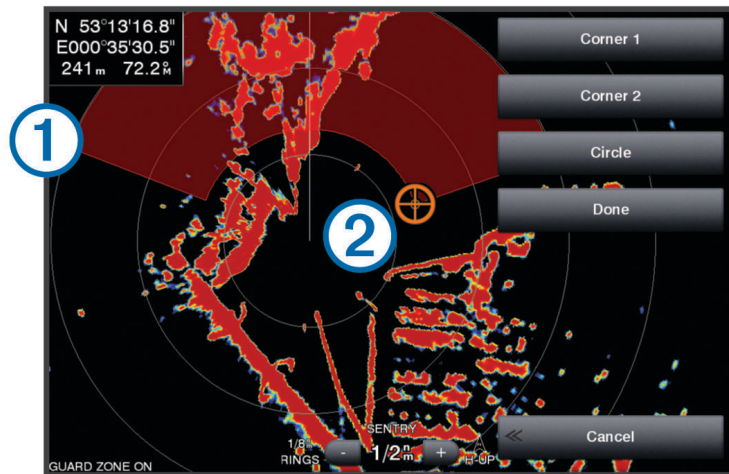 N 53°13'16.8"
E000°35'30.5"
241m 72.2°M
Corner 1
Corner 2
Circle
Done
1
2
SENTRY
1/8
RINGS
- 1/2nm +
H-UP
Cancel
GUARD ZONE ON